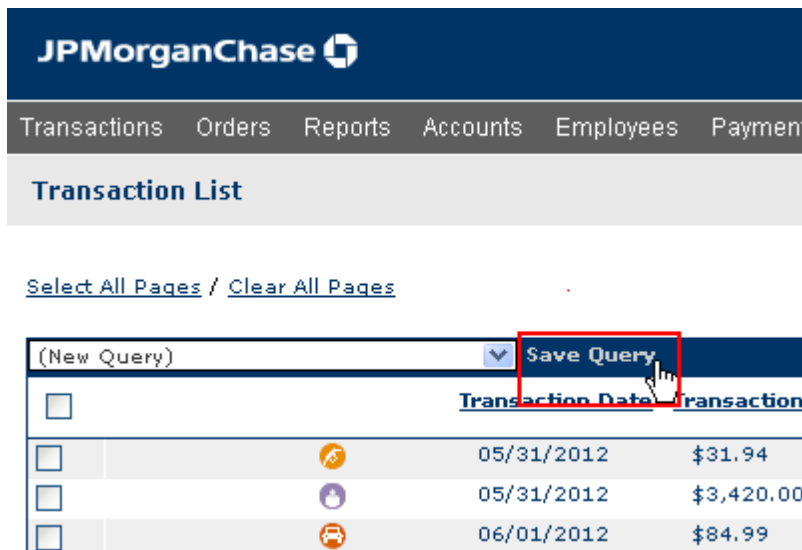 JPMorganChase
Transactions Orders Reports Accounts Employees Paymen
Transaction List
Select All Pages / Clear All Pages
(New Query) Save Query
Transaction Date Transaction
05/31/2012 $31.94
05/31/2012 $3,420.00
06/01/2012 $84.99